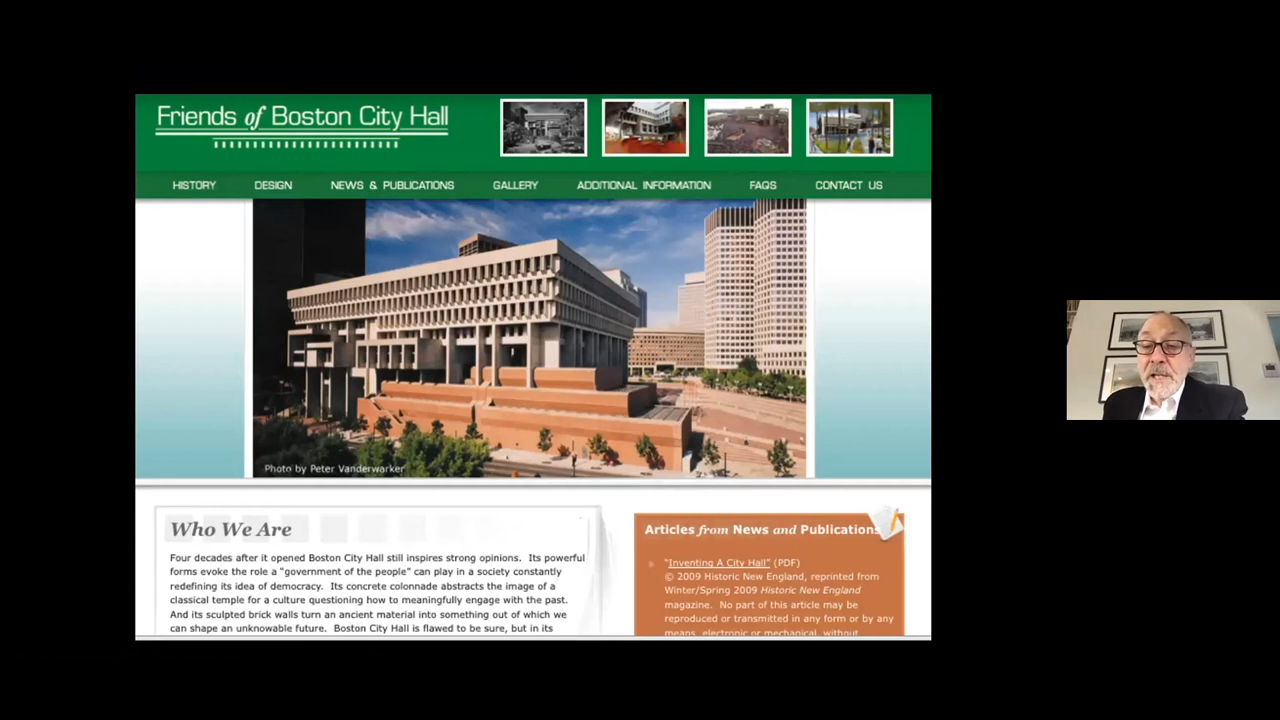 Friends of Boston City Hall
HISTORY DESIGN NEWS & PUBLICATIONS GALLERY ADDITIONAL INFORMATION FAQS CONTACT US
Photo by Peter Vanderwarker
Who We Are
Four decades after it opened Boston City Hall still inspires strong opinions. Its powerful
forms evoke the role a “government of the people” can play in a society constantly
redefining its idea of democracy. Its concrete colonnade abstracts the image of a
classical temple for a culture questioning how to meaningfully engage with the past.
And its sculpted brick walls turn an ancient material into something out of which we
can shape an unknowable future. Boston City Hall is flawed to be sure, but in its
Articles from News and Publications
“Inventing A City Hall” (PDF)
© 2009 Historic New England, reprinted from
Winter/Spring 2009 Historic New England
magazine. No part of this article may be
reproduced or transmitted in any form or by any
means, electronic or mechanical, without